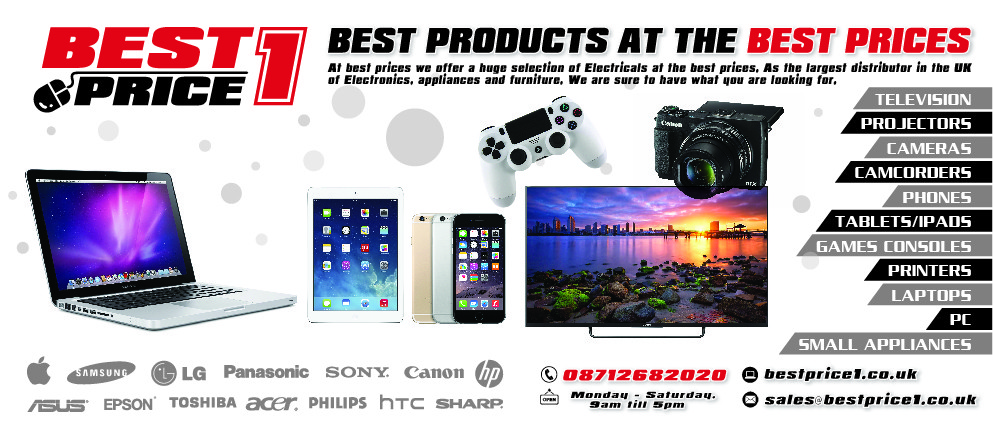 BEST
PRICE 1
BEST PRODUCTS AT THE BEST PRICES
At best prices we offer a huge selection of Electricals at the best prices, As the largest distributor in the UK
of Electronics, appliances and furniture, We are sure to have what you are looking for,
TELEVISION
PROJECTORS
CAMERAS
CAMCORDERS
PHONES
TABLETS/IPADS
GAMES CONSOLES
PRINTERS
LAPTOPS
PC
SMALL APPLIANCES
Canon
SAMSUNG LG Panasonic SONY. Canon hp
ASUS EPSON TOSHIBA acer. PHILIPS hTC SHARP.
08712682020
OPEN
Monday - Saturday,
9am till 5pm
bestprice1.co.uk
sales@bestprice1.co.uk